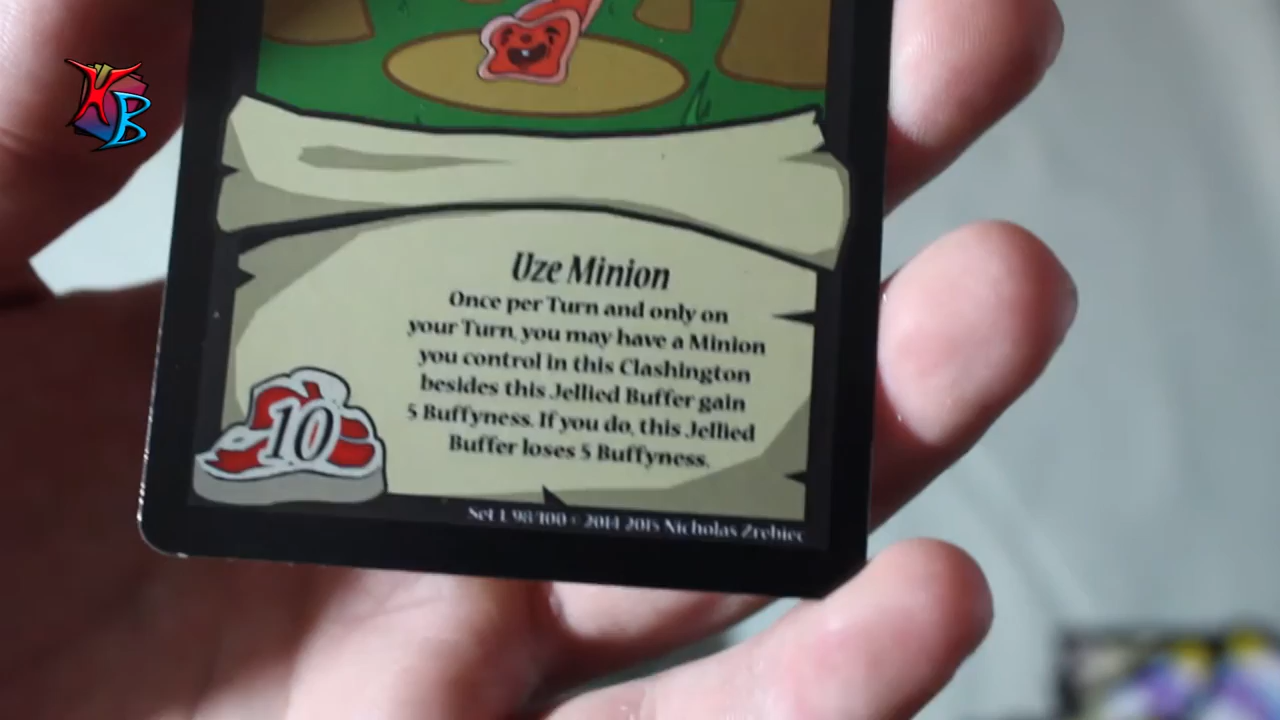 KB
Uze Minion
Once per Turn and only on
your Turn, you may have a Minion
you control in this Clashington
besides this Jellied Buffer gain
5 Buffyness. If you do, this Jellied
Buffer loses 5 Buffyness.
10
Set 1 98/100 © 2014 2015 Nicholas Zrebiec